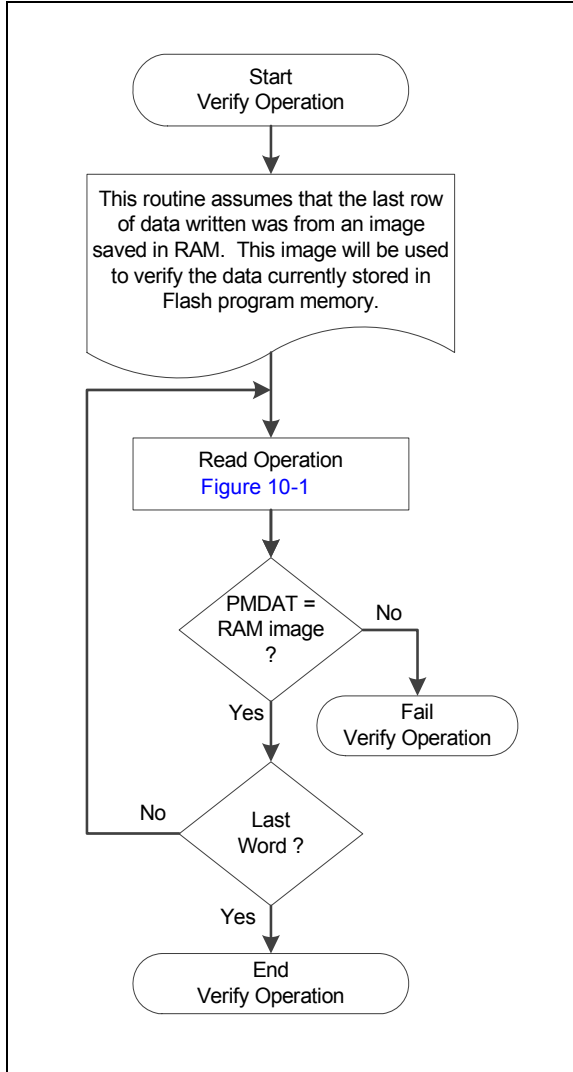 Start
Verify Operation
This routine assumes that the last row
of data written was from an image
saved in RAM.  This image will be used
to verify the data currently stored in
Flash program memory.
Read Operation
Figure 10-1
PMDAT =
RAM image
?
No
Yes
Fail
Verify Operation
No
Last
Word ?
Yes
End
Verify Operation